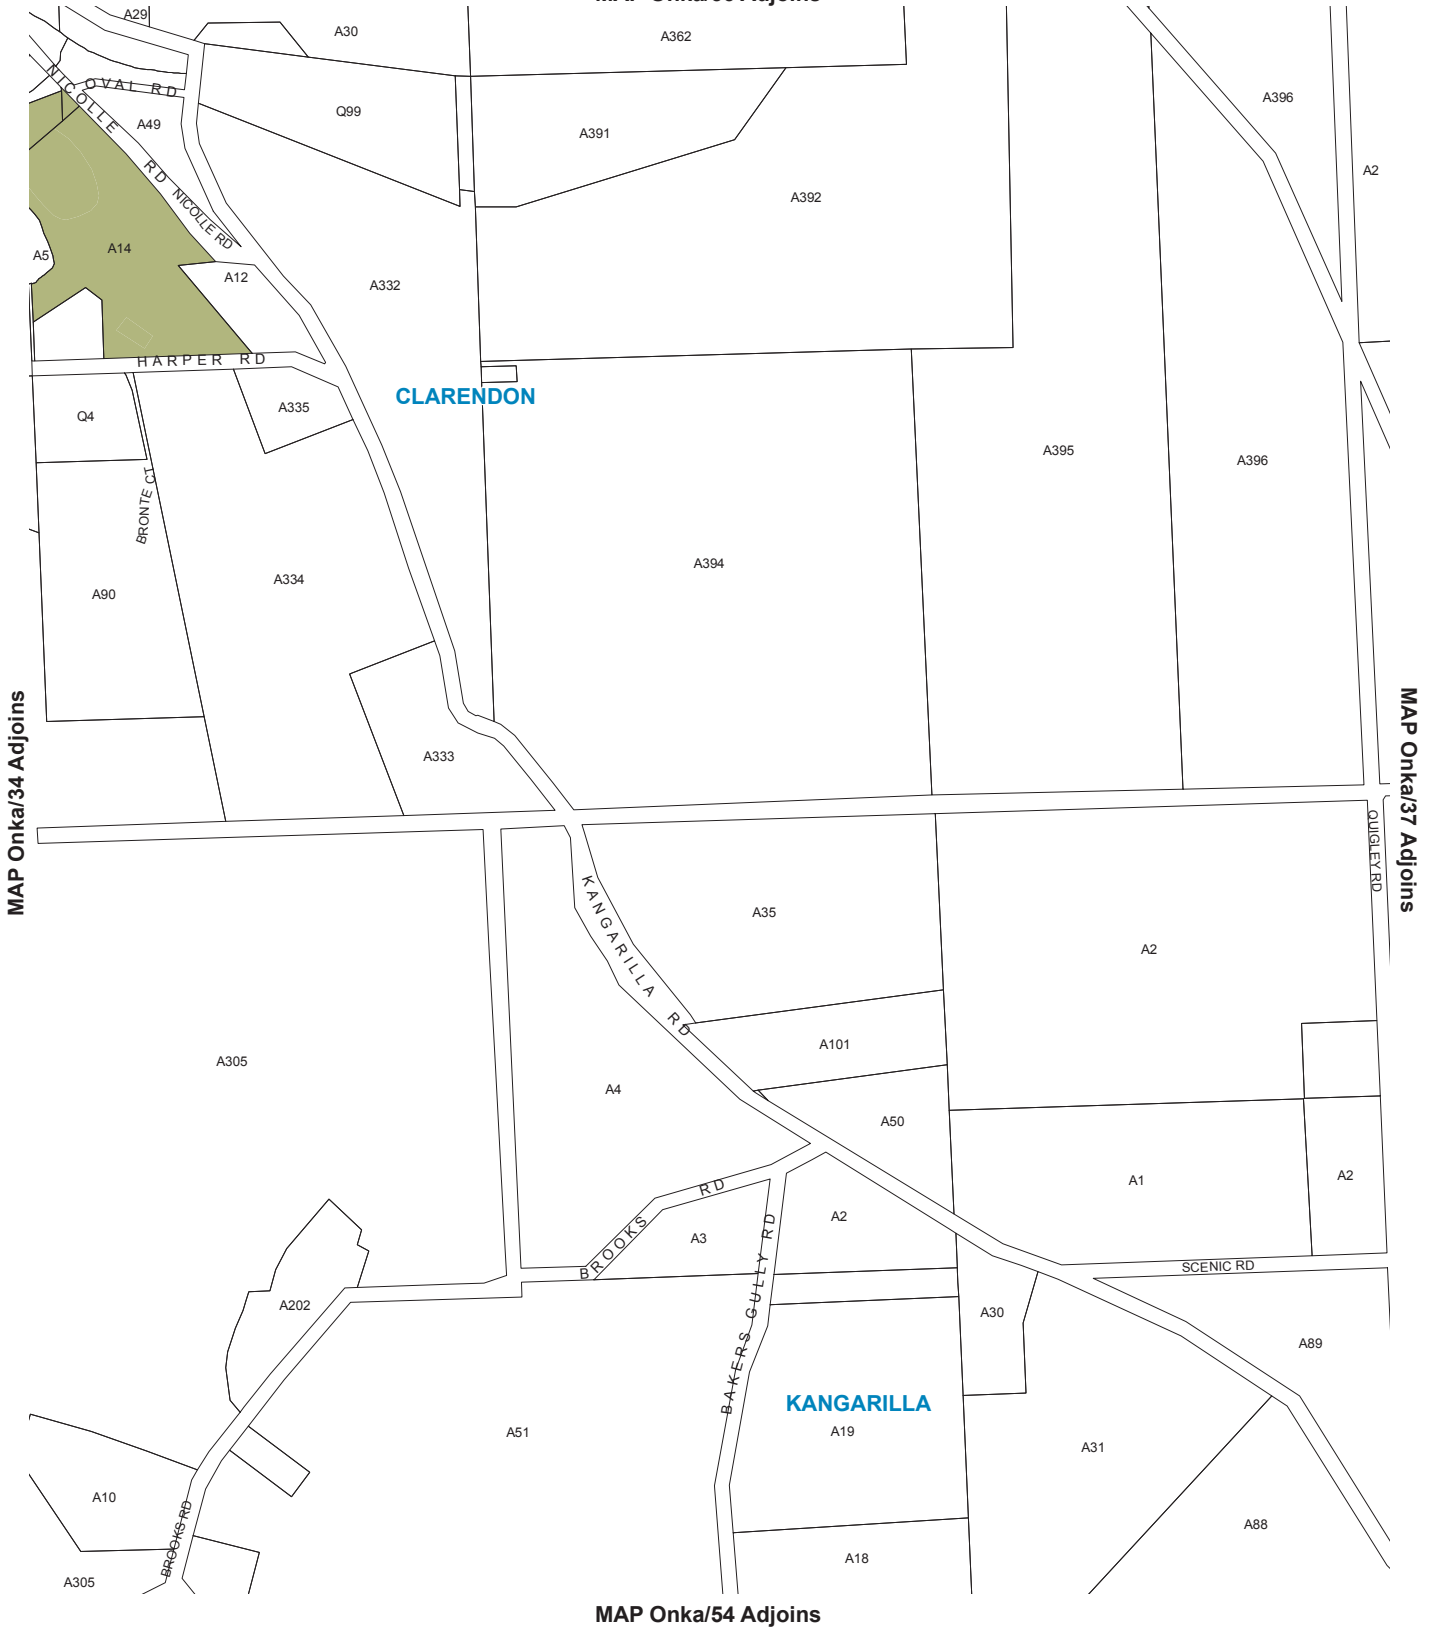 A29
A30
A362
NICOLLE RD
OVAL RD
A49
Q99
A391
A396
A2
A392
NICOLLE RD
A5
A14
A12
A332
HARPER RD
CLARENDON
Q4
A335
A395
A396
BRONTE CT
A90
A334
A394
A333
MAP Onka/34 Adjoins
MAP Onka/37 Adjoins
QUIGLEY RD
KANGARILLA RD
A35
A2
A305
A4
A101
A50
A1
A2
BROOKS RD
A3
A2
BAKERS GULLY RD
SCENIC RD
A202
A30
A89
KANGARILLA
A51
A19
A31
A10
BROOKS RD
A88
A305
A18
MAP Onka/54 Adjoins